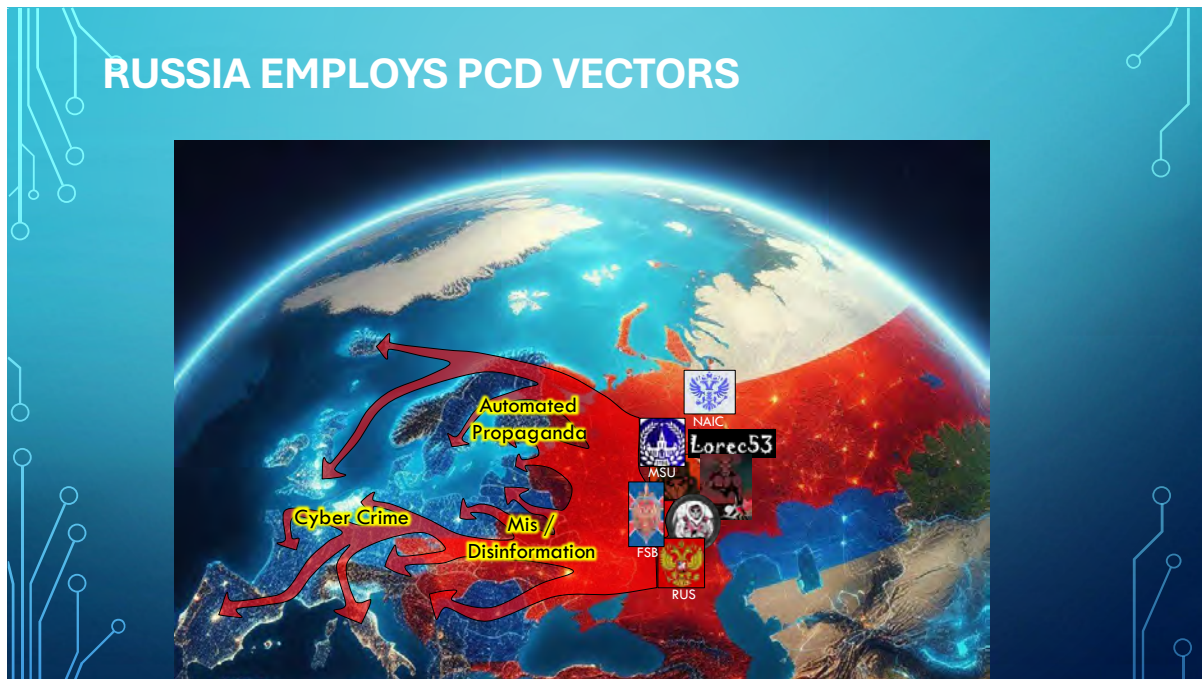 RUSSIA EMPLOYS PCD VECTORS
NAIC
Automated
Propaganda
Lorec53
MSU
Cyber Crime
Mis /
Disinformation
FSB
RUS